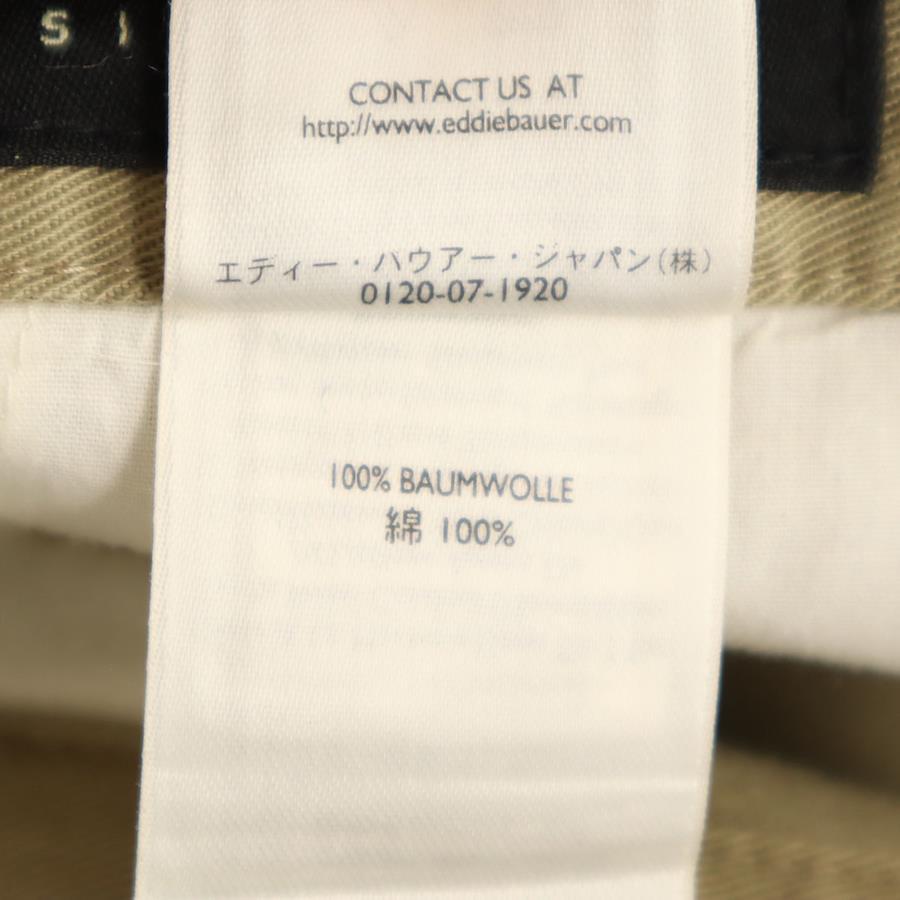 S
CONTACT US AT
http://www.eddiebauer.com
エディー・ハウアー・ジャパン(株)
0120-07-1920
100% BAUMWOLLE
綿 100%